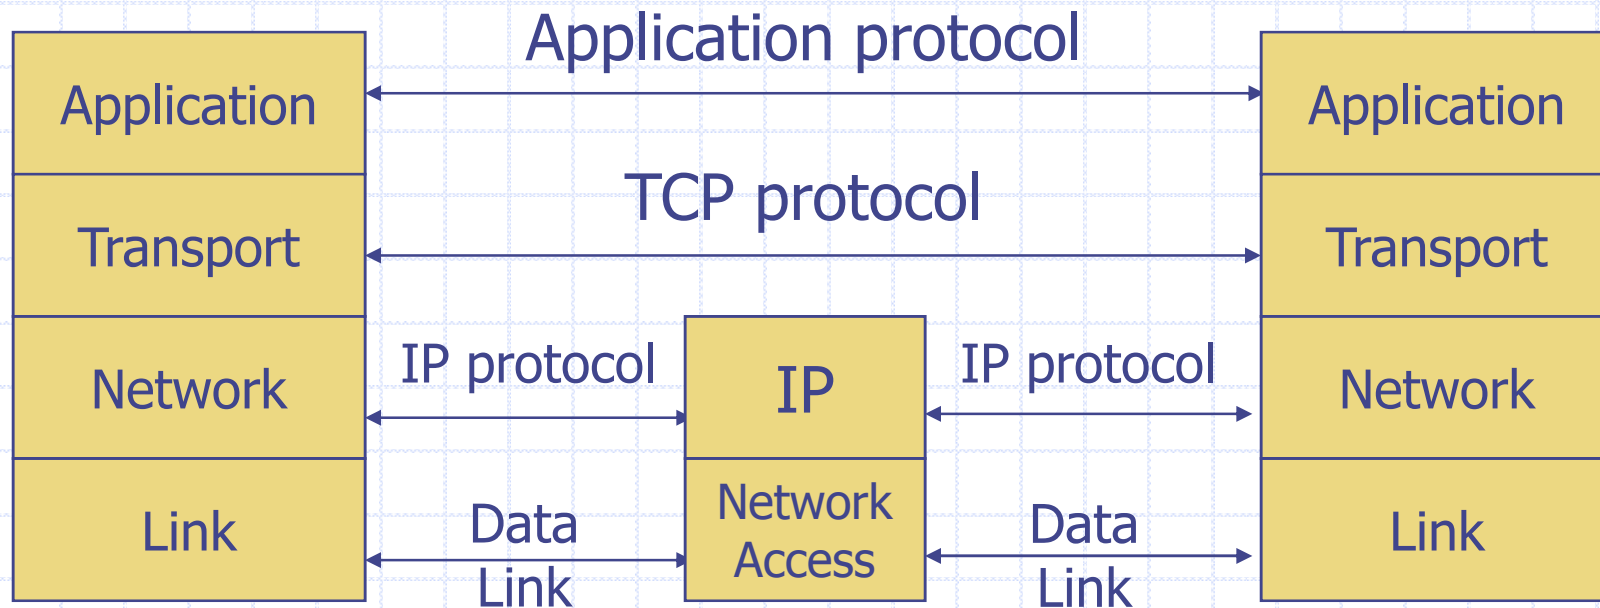 Application protocol
Application
Application
TCP protocol
Transport
Transport
IP protocol
IP
IP protocol
Network
Network
Link
Data
Link
Network
Access
Data
Link
Link